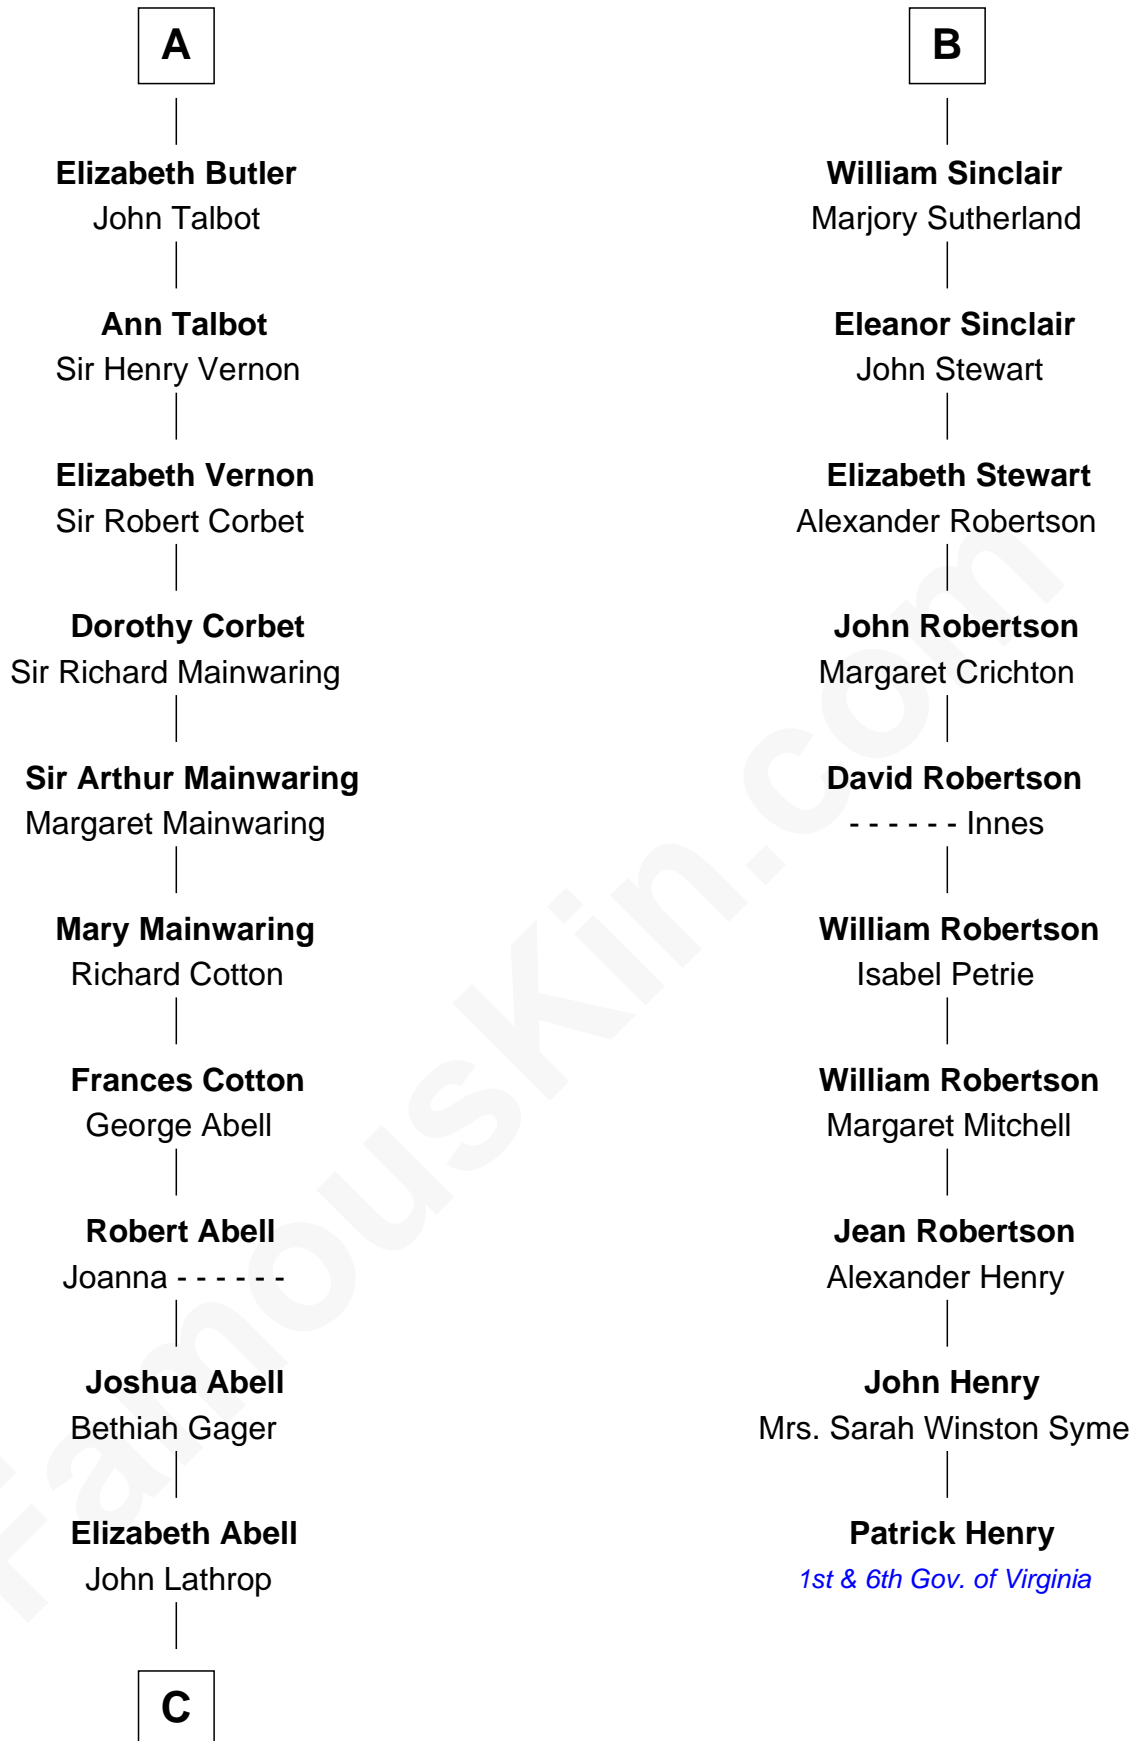 A
Elizabeth Butler
John Talbot
Ann Talbot
Sir Henry Vernon
Elizabeth Vernon
Sir Robert Corbet
Dorothy Corbet
Sir Richard Mainwaring
Sir Arthur Mainwaring
Margaret Mainwaring
Mary Mainwaring
Richard Cotton
Frances Cotton
George Abell
Robert Abell
Joanna - - - - - -
Joshua Abell
Bethiah Gager
Elizabeth Abell
John Lathrop
C
B
William Sinclair
Marjory Sutherland
Eleanor Sinclair
John Stewart
Elizabeth Stewart
Alexander Robertson
John Robertson
Margaret Crichton
David Robertson
- - - - - - Innes
William Robertson
Isabel Petrie
William Robertson
Margaret Mitchell
Jean Robertson
Alexander Henry
John Henry
Mrs. Sarah Winston Syme
Patrick Henry
1st & 6th Gov. of Virginia
FamousKin.com